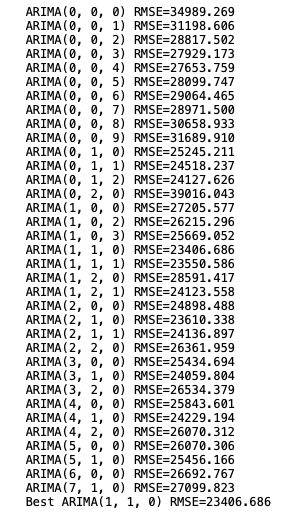 ARIMA(0, 0, 0) RMSE=34989.269
ARIMA(0, 0, 1) RMSE=31198.606
ARIMA(0, 0, 2) RMSE=28817.502
ARIMA(0, 0, 3) RMSE=27929.173
ARIMA(0, 0, 4) RMSE=27653.759
ARIMA(0, 0, 5) RMSE=28099.747
ARIMA(0, 0, 6) RMSE=29064.465
ARIMA(0, 0, 7) RMSE=28971.500
ARIMA(0, 0, 8) RMSE=30658.933
ARIMA(0, 0, 9) RMSE=31689.910
ARIMA(0, 1, 0) RMSE=25245.211
ARIMA(0, 1, 1) RMSE=24518.237
ARIMA(0, 1, 2) RMSE=24127.626
ARIMA(0, 2, 0) RMSE=39016.043
ARIMA(1, 0, 0) RMSE=27205.577
ARIMA(1, 0, 2) RMSE=26215.296
ARIMA(1, 0, 3) RMSE=25669.052
ARIMA(1, 1, 0) RMSE=23406.686
ARIMA(1, 1, 1) RMSE=23550.586
ARIMA(1, 2, 0) RMSE=28591.417
ARIMA(1, 2, 1) RMSE=24123.558
ARIMA(2, 0, 0) RMSE=24898.488
ARIMA(2, 1, 0) RMSE=23610.338
ARIMA(2, 1, 1) RMSE=24136.897
ARIMA(2, 2, 0) RMSE=26361.959
ARIMA(3, 0, 0) RMSE=25434.694
ARIMA(3, 1, 0) RMSE=24059.804
ARIMA(3, 2, 0) RMSE=26534.379
ARIMA(4, 0, 0) RMSE=25843.601
ARIMA(4, 1, 0) RMSE=24229.194
ARIMA(4, 2, 0) RMSE=26070.312
ARIMA(5, 0, 0) RMSE=26070.306
ARIMA(5, 1, 0) RMSE=25456.166
ARIMA(6, 0, 0) RMSE=26692.767
ARIMA(7, 1, 0) RMSE=27099.823
Best ARIMA(1, 1, 0) RMSE=23406.686